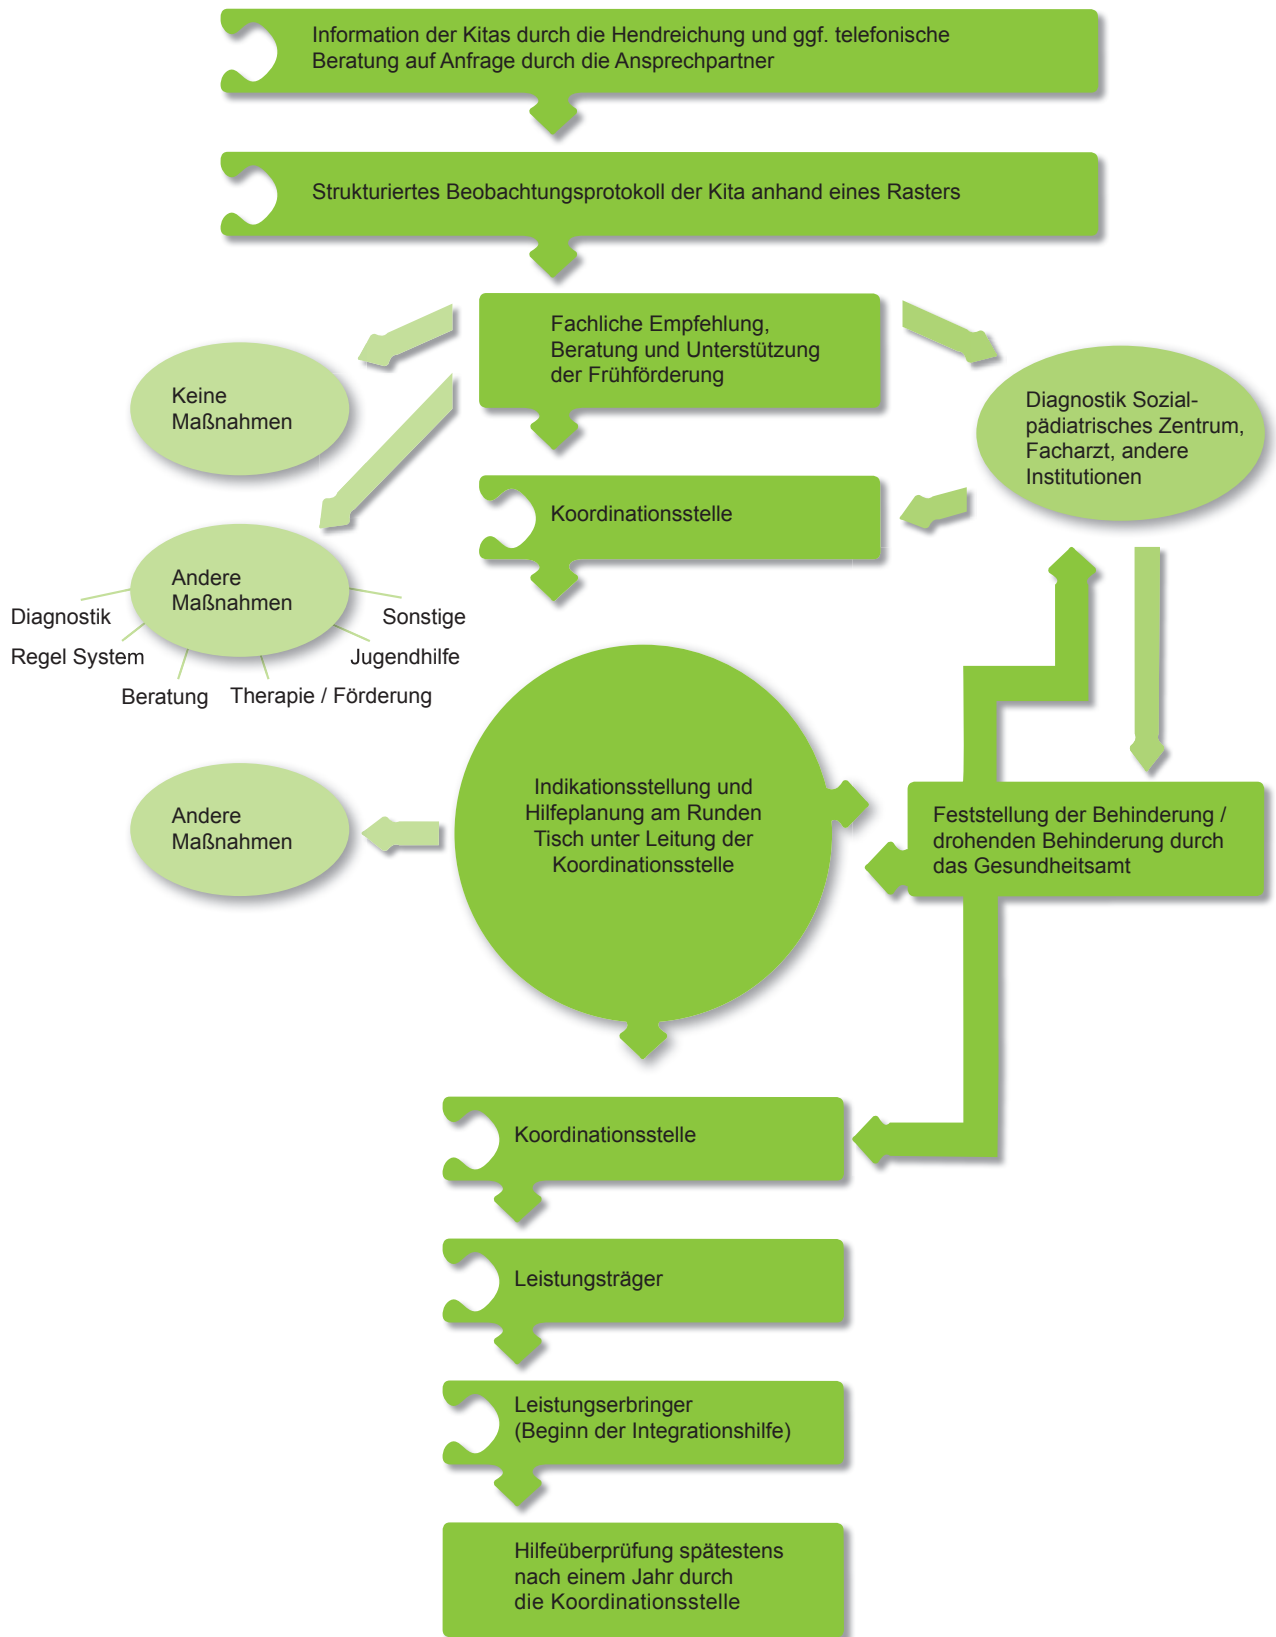 Information der Kitas durch die Hendreichung und ggf. telefonische
Beratung auf Anfrage durch die Ansprechpartner
Strukturiertes Beobachtungsprotokoll der Kita anhand eines Rasters
Fachliche Empfehlung,
Beratung und Unterstützung
der Frühförderung
Keine
Maßnahmen
Diagnostik Sozial-
pädiatrisches Zentrum,
Facharzt, andere
Institutionen
Koordinationsstelle
Andere
Maßnahmen
Diagnostik
Regel System
Beratung
Therapie / Förderung
Jugendhilfe
Sonstige
Indikationsstellung und
Hilfeplanung am Runden
Tisch unter Leitung der
Koordinationsstelle
Andere
Maßnahmen
Feststellung der Behinderung /
drohenden Behinderung durch
das Gesundheitsamt
Koordinationsstelle
Leistungsträger
Leistungserbringer
(Beginn der Integrationshilfe)
Hilfeüberprüfung spätestens
nach einem Jahr durch
die Koordinationsstelle